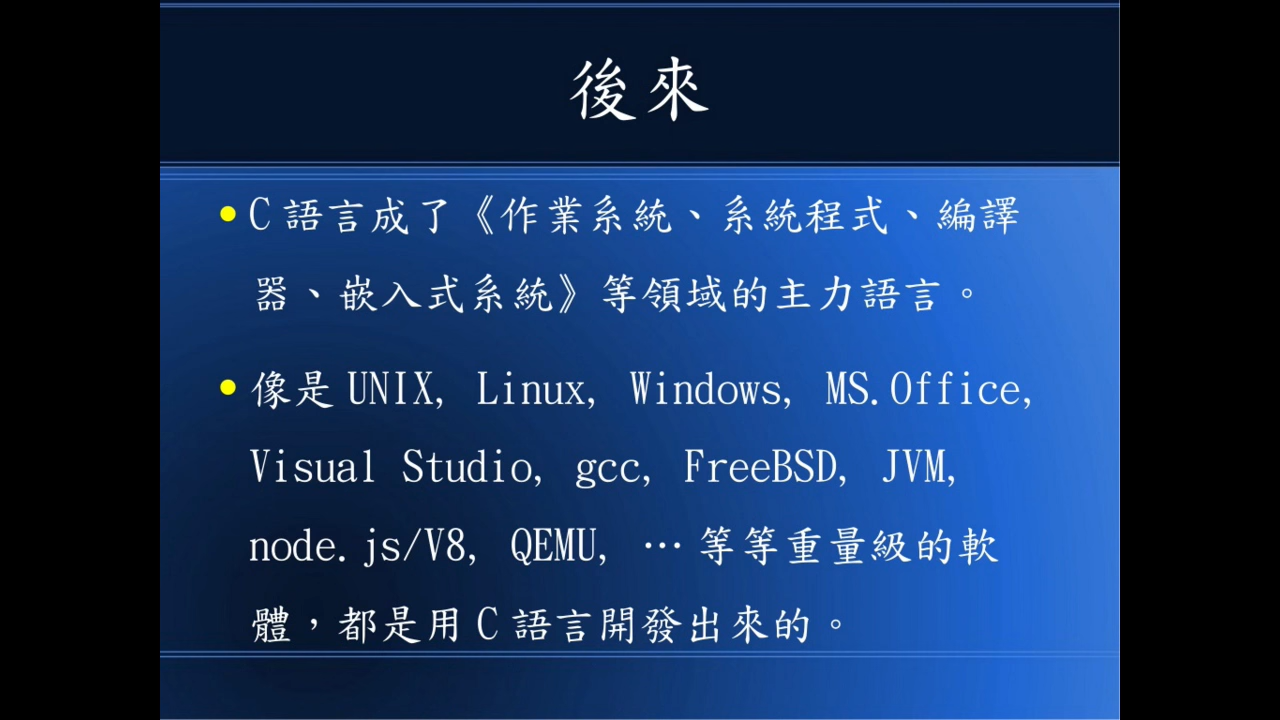 後來
C 語言成了《作業系統、系統程式、編譯
器、嵌入式系統》等領域的主力語言。
像是 UNIX, Linux, Windows, MS.Office,
Visual Studio, gcc, FreeBSD, JVM,
node.js/V8, QEMU, … 等等重量級的軟
體，都是用 C 語言開發出來的。